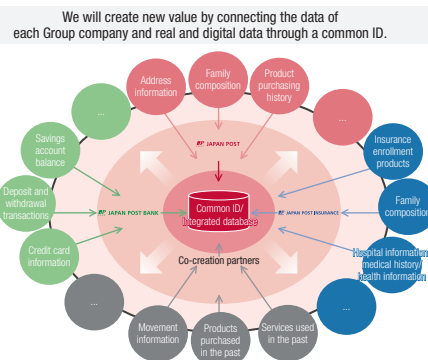 We will create new value by connecting the data of
each Group company and real and digital data through a common ID.
Family
composition
Address
information
Product
purchasing
history
...
...
JAPAN POST
Savings
account
balance
Insurance
enrollment
products
Deposit and
withdrawal
transactions
JAPAN POST BANK
Common ID/
Integrated database
JAPAN POST INSURANCE
Family
composition
Credit card
information
Co-creation partners
Hospital information/
medical history/
health information
...
...
Movement
information
Products
purchased
in the past
Services used
in the past